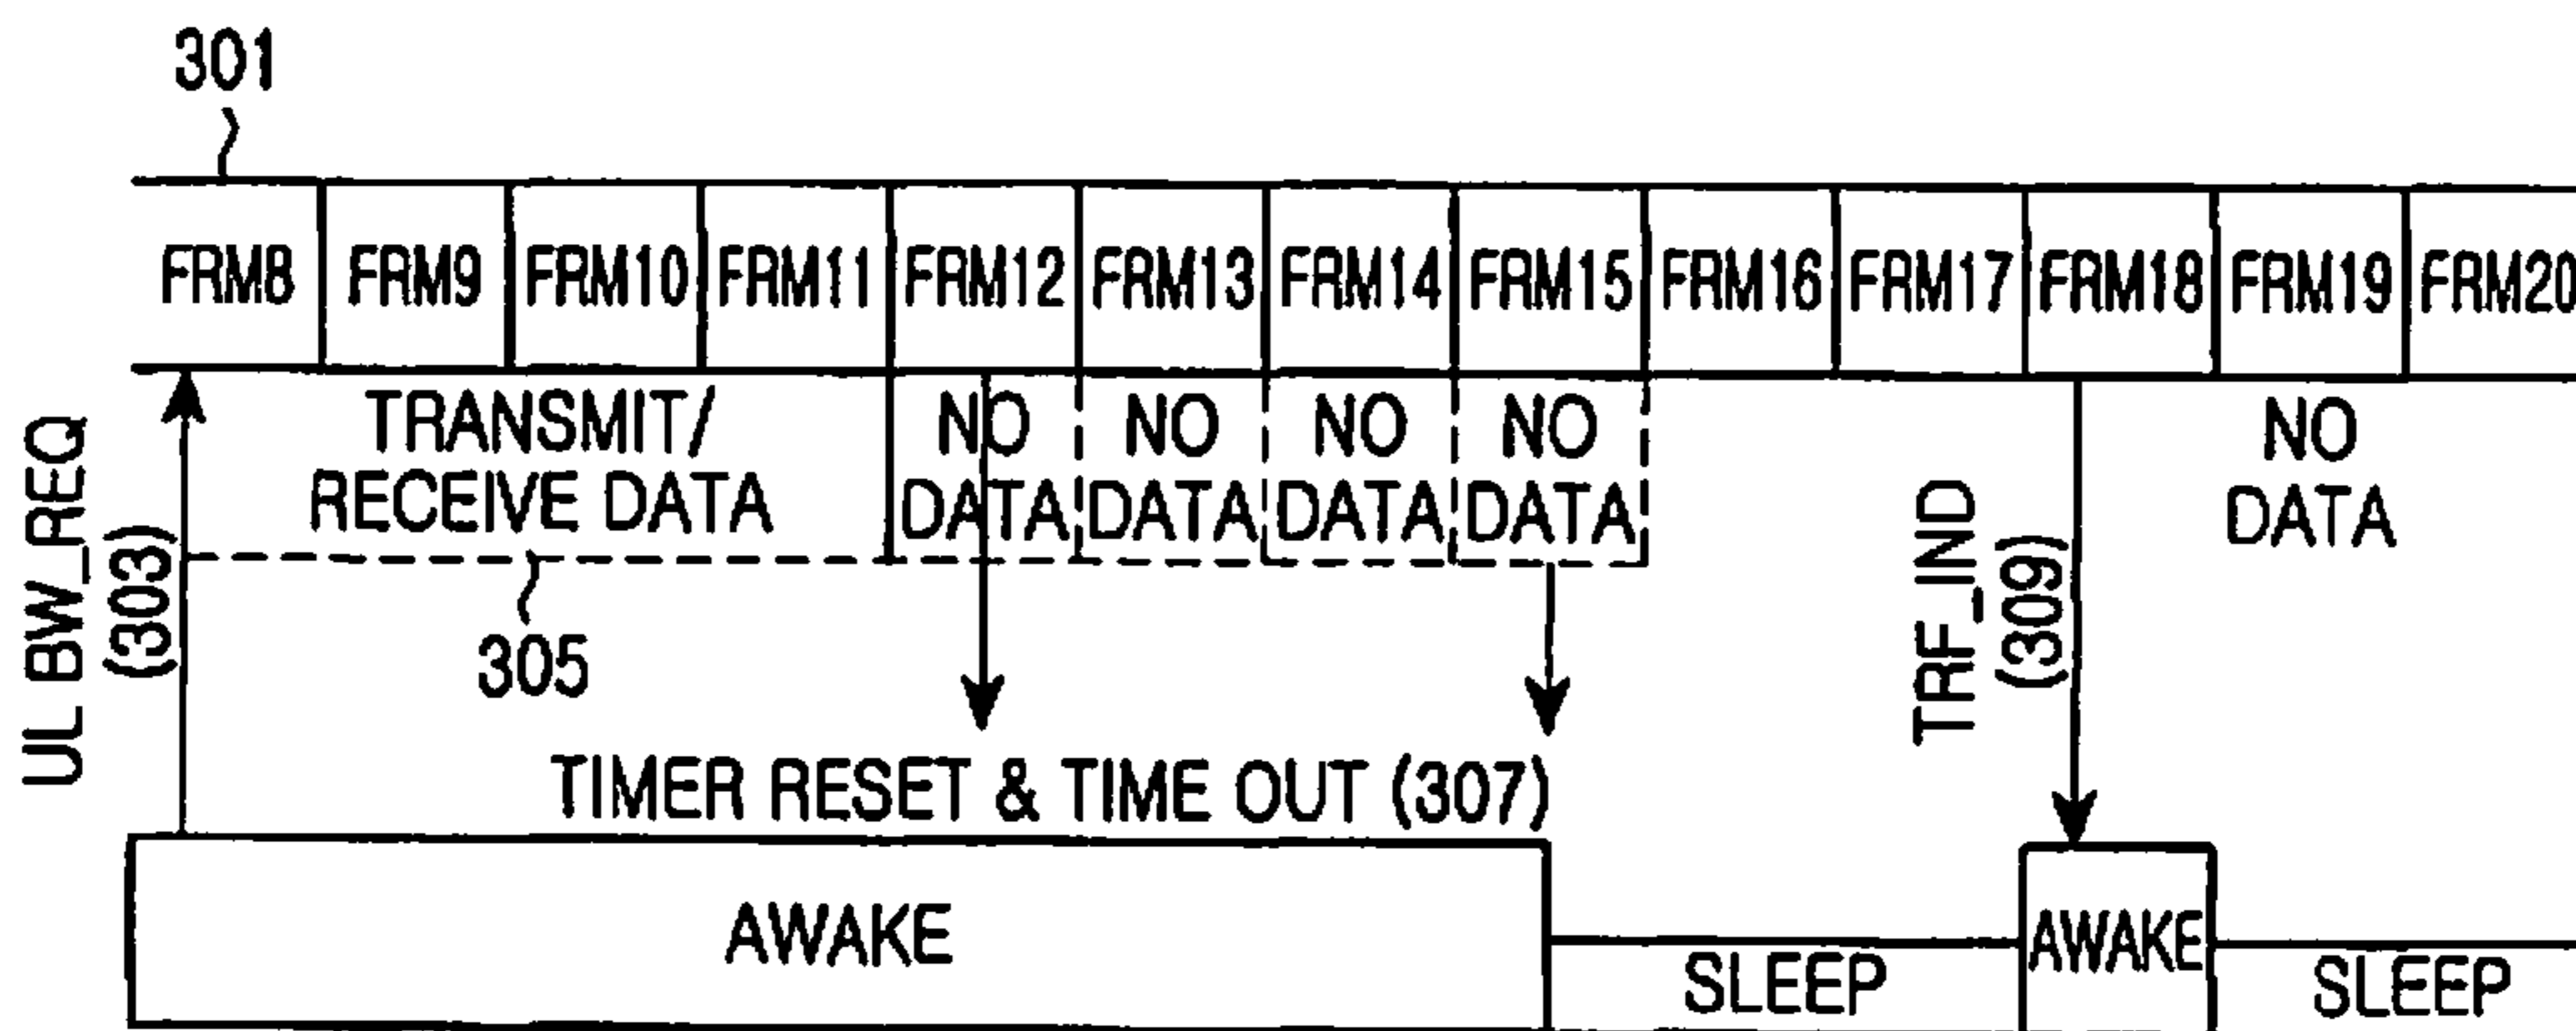 301
FRM8 FRM9 FRM10 FRM11 FRM12 FRM13 FRM14 FRM15 FRM16 FRM17 FRM18 FRM19 FRM20
UL BW_REQ
(303)
TRANSMIT/
RECEIVE DATA
NO
DATA
NO
DATA
NO
DATA
NO
DATA
305
TIMER RESET & TIME OUT (307)
TRF_IND
(309)
NO
DATA
AWAKE
SLEEP
AWAKE
SLEEP